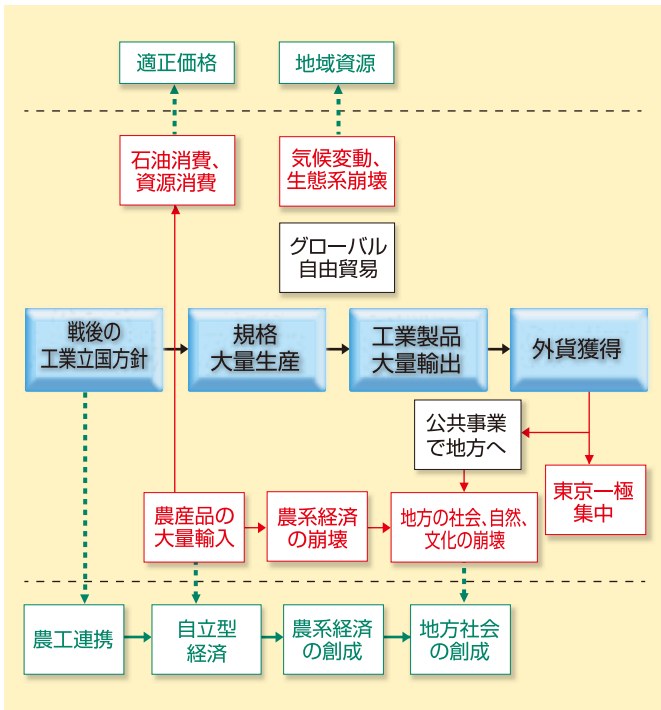 適正価格
地域資源
石油消費、
資源消費
気候変動、
生態系崩壊
グローバル
自由貿易
戦後の
工業立国方針
規格
大量生産
工業製品
大量輸出
外貨獲得
公共事業
で地方へ
東京一極
集中
農産品の
大量輸入
農系経済
の崩壊
地方の社会、自然、
文化の崩壊
農工連携
自立型
経済
農系経済
の創成
地方社会
の創成